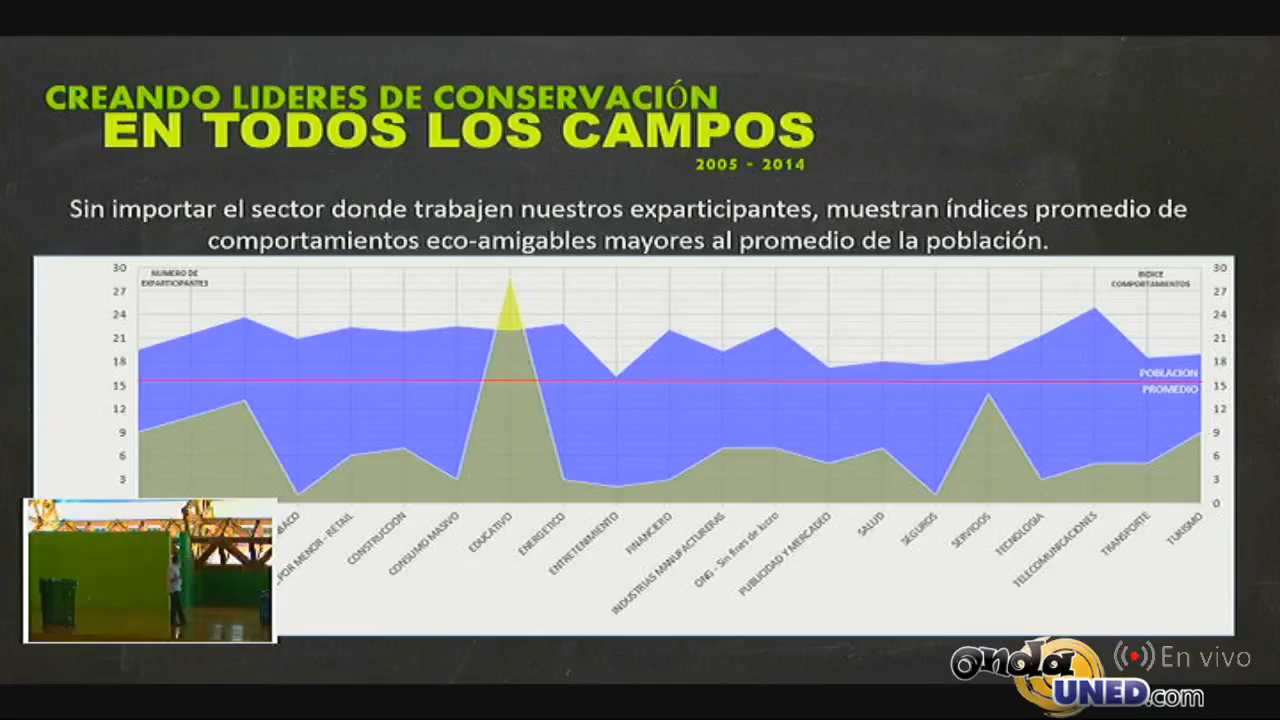 CREANDO LIDERES DE CONSERVACIÓN
EN TODOS LOS CAMPOS
2005 - 2014
Sin importar el sector donde trabajen nuestros exparticipantes, muestran índices promedio de
comportamientos eco-amigables mayores al promedio de la población.
30
27
24
21
18
15
12
9
6
3
NUMERO DE
EXPARTICIPANTES
INDICE
COMPORTAMIENTOS
POBLACION
PROMEDIO
30
27
24
21
18
15
12
9
6
3
0
POR MENOR - RETAIL
CONSTRUCCION
CONSUMO MASIVO
EDUCATIVO
ENERGETICO
ENTRETENIMIENTO
FINANCIERO
INDUSTRIAS MANUFACTURERAS
ONG - Sin fines de lucro
PUBLICIDAD Y MERCADEO
SALUD
SEGUROS
SERVICIOS
TECNOLOGIA
TELECOMUNICACIONES
TRANSPORTE
TURISMO
onda
UNED.com
En vivo